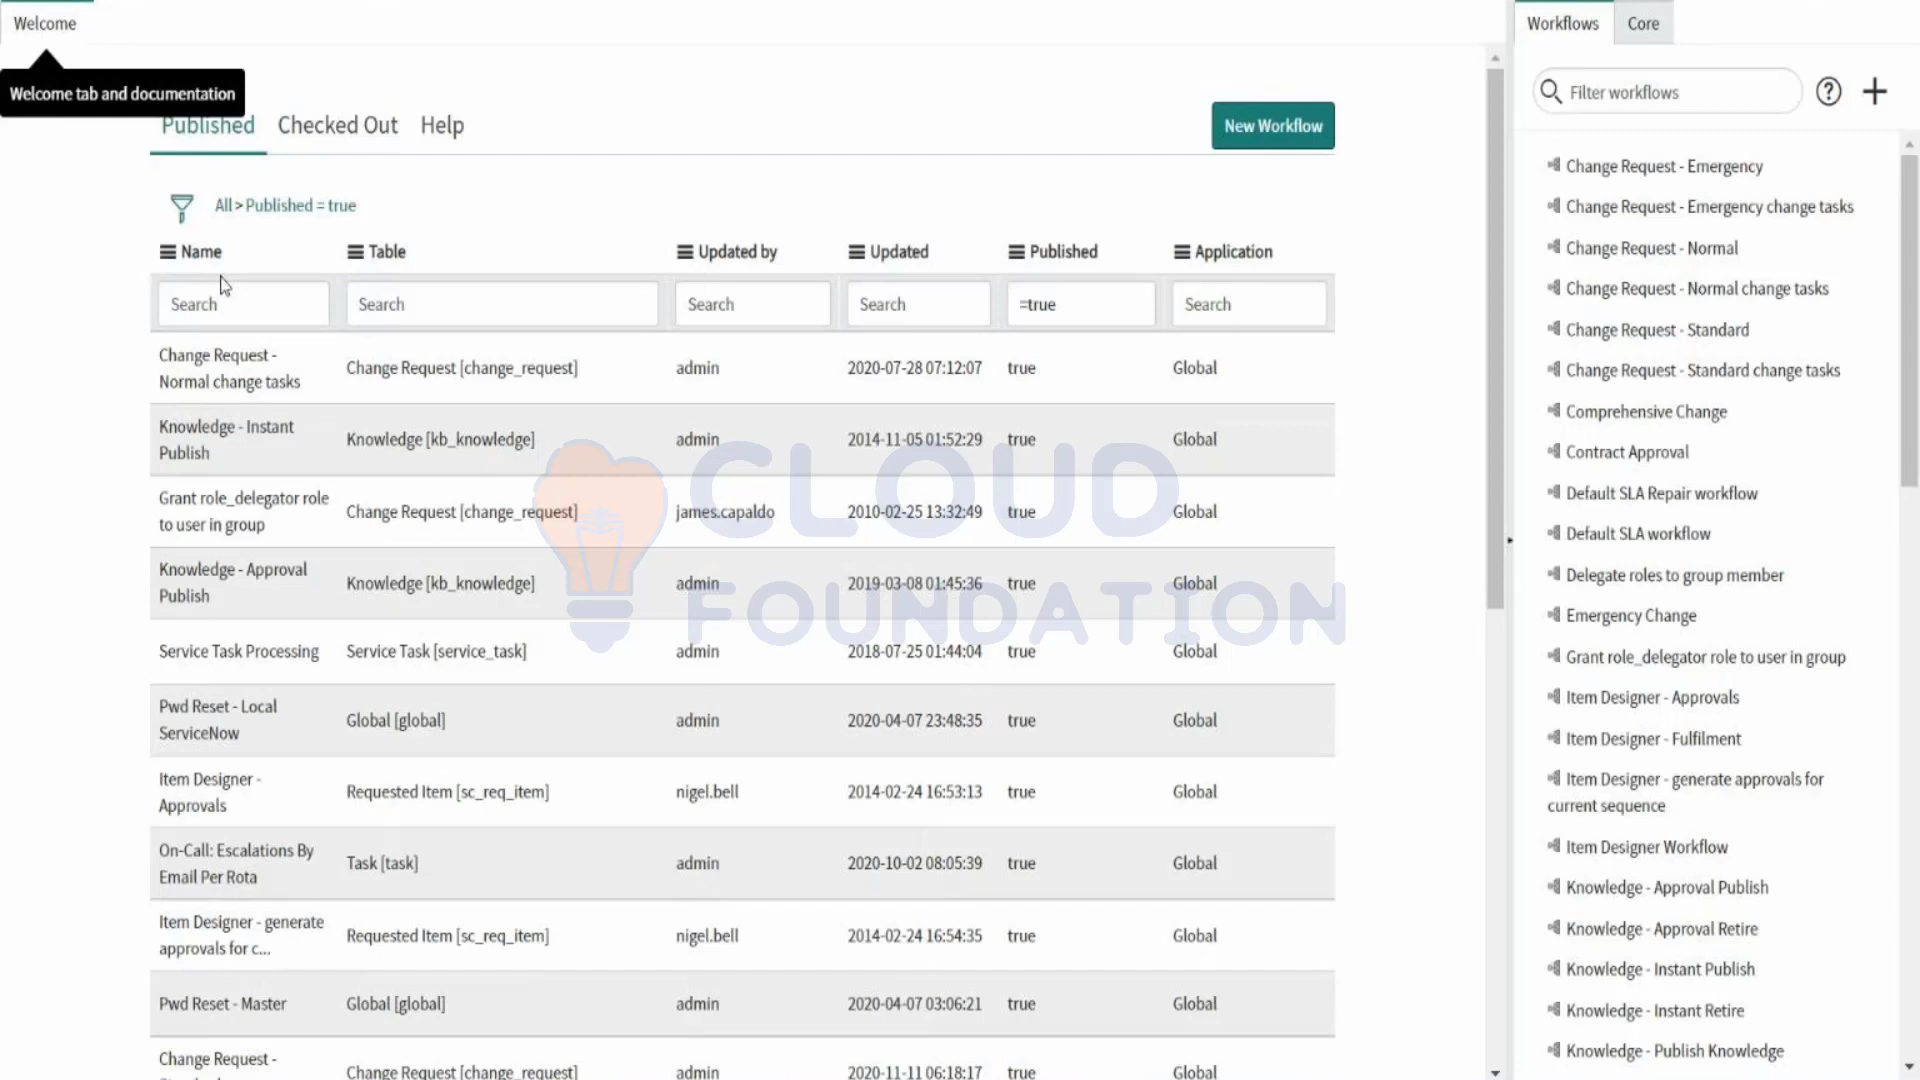 Welcome
Workflows Core
Welcome tab and documentation
Filter workflows
Published Checked Out Help
New Workflow
All > Published = true
Name Table Updated by Updated Published Application
Search Search Search Search =true Search
Change Request -
Normal change tasks
Change Request [change_request] admin 2020-07-28 07:12:07 true Global
Knowledge - Instant
Publish
Knowledge [kb_knowledge] admin 2014-11-05 01:52:29 true Global
Grant role_delegator role
to user in group
Change Request [change_request] james.capaldo 2010-02-25 13:32:49 true Global
Knowledge - Approval
Publish
Knowledge [kb_knowledge] admin 2019-03-08 01:45:36 true Global
Service Task Processing Service Task [service_task] admin 2018-07-25 01:44:04 true Global
Pwd Reset - Local
ServiceNow
Global [global] admin 2020-04-07 23:48:35 true Global
Item Designer -
Approvals
Requested Item [sc_req_item] nigel.bell 2014-02-24 16:53:13 true Global
On-Call: Escalations By
Email Per Rota
Task [task] admin 2020-10-02 08:05:39 true Global
Item Designer - generate
approvals for c...
Requested Item [sc_req_item] nigel.bell 2014-02-24 16:54:35 true Global
Pwd Reset - Master Global [global] admin 2020-04-07 03:06:21 true Global
Change Request -
Change Request [change_request] admin 2020-11-11 06:18:17 true Global
CLOUD
FOUNDATION
Change Request - Emergency
Change Request - Emergency change tasks
Change Request - Normal
Change Request - Normal change tasks
Change Request - Standard
Change Request - Standard change tasks
Comprehensive Change
Contract Approval
Default SLA Repair workflow
Default SLA workflow
Delegate roles to group member
Emergency Change
Grant role_delegator role to user in group
Item Designer - Approvals
Item Designer - Fulfilment
Item Designer - generate approvals for
current sequence
Item Designer Workflow
Knowledge - Approval Publish
Knowledge - Approval Retire
Knowledge - Instant Publish
Knowledge - Instant Retire
Knowledge - Publish Knowledge